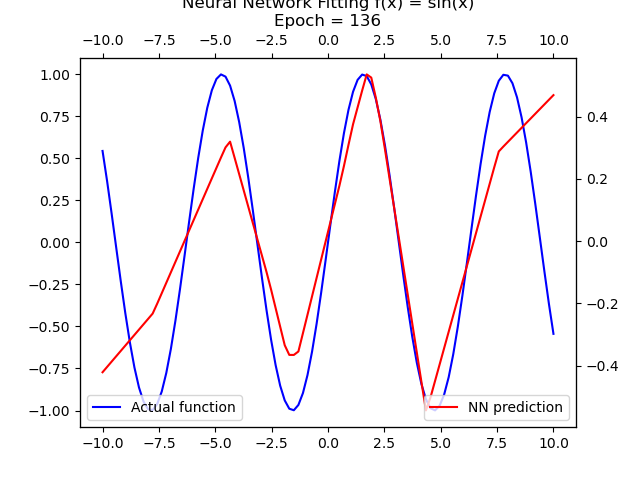 Neural Network Fitting f(x) = sin(x)
Epoch = 136
−10.0 −7.5 −5.0 −2.5 0.0 2.5 5.0 7.5 10.0
1.00
0.75
0.50
0.25
0.00
−0.25
−0.50
−0.75
−1.00
0.4
0.2
0.0
−0.2
−0.4
Actual function
NN prediction
−10.0 −7.5 −5.0 −2.5 0.0 2.5 5.0 7.5 10.0